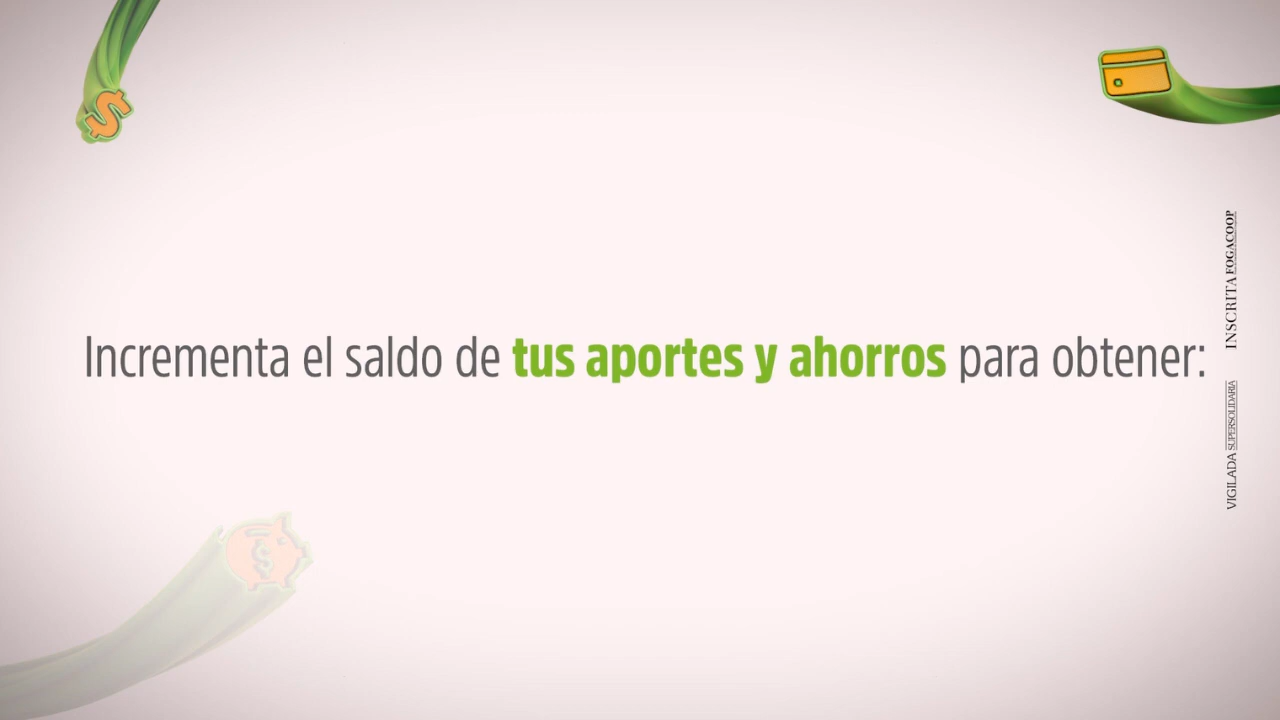 Incrementa el saldo de tus aportes y ahorros para obtener:
VIGILADA SUPERSOLIDARIA
INSCRITA FOGACOOP